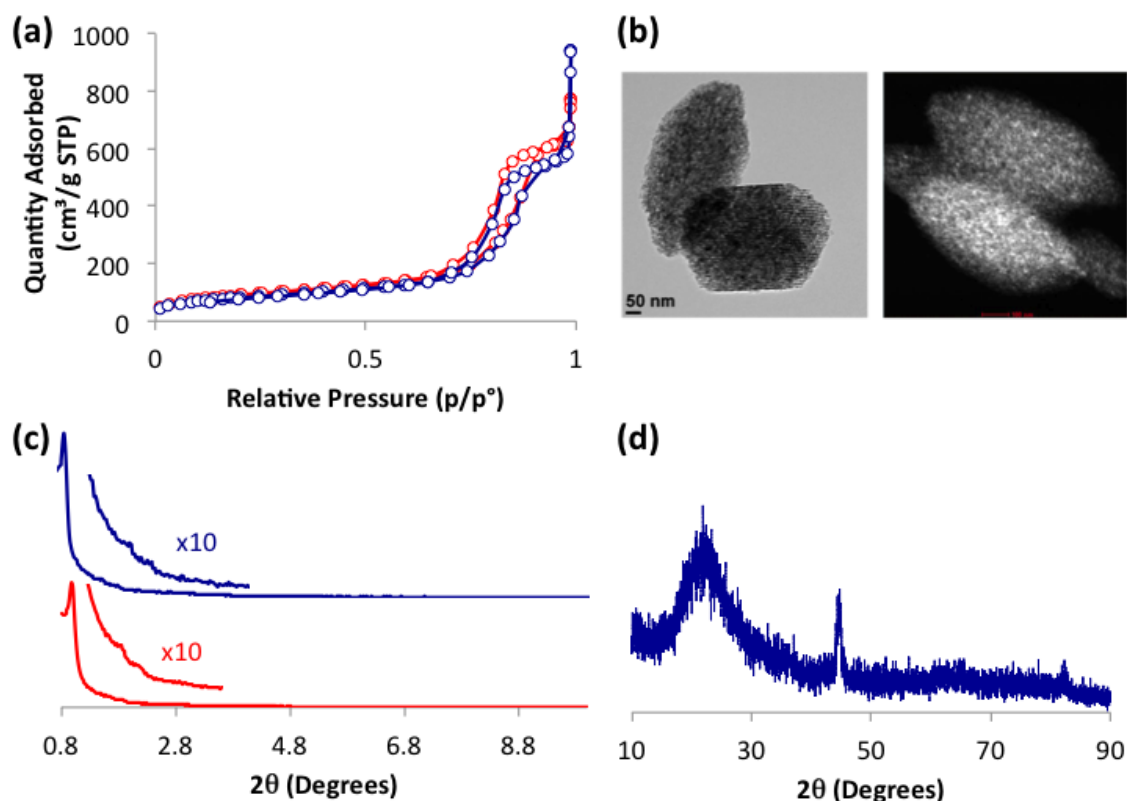 (a)
1000
800
600
400
200
0
Quantity Adsorbed
(cm³/g STP)
0
0.5
1
Relative Pressure (p/p°)
(b)
50 nm
(c)
x10
x10
0.8
2.8
4.8
6.8
8.8
2θ (Degrees)
(d)
10
30
50
70
90
2θ (Degrees)